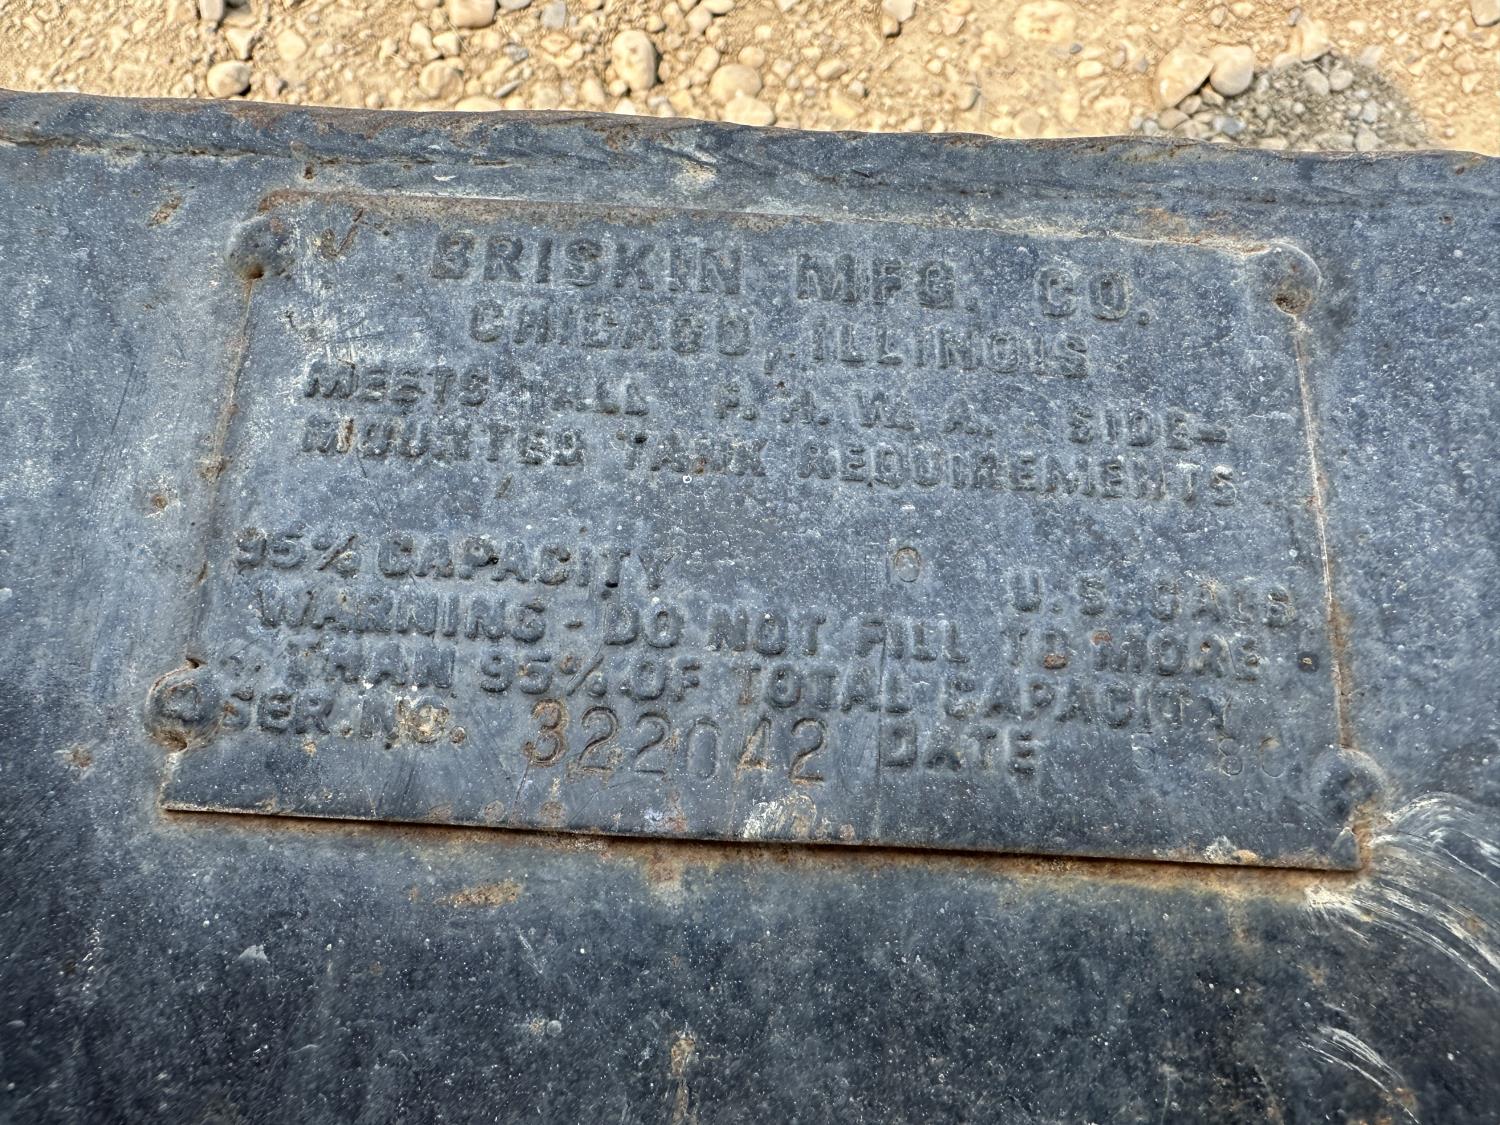 BRISKIN MFG. CO.
CHICAGO, ILLINOIS
MEETS ALL F.H.W.A. SIDE-
MOUNTED TANK REQUIREMENTS
95% CAPACITY U.S. GALS
WARNING - DO NOT FILL TO MORE
THAN 95% OF TOTAL CAPACITY
SER. NO. 322042 DATE